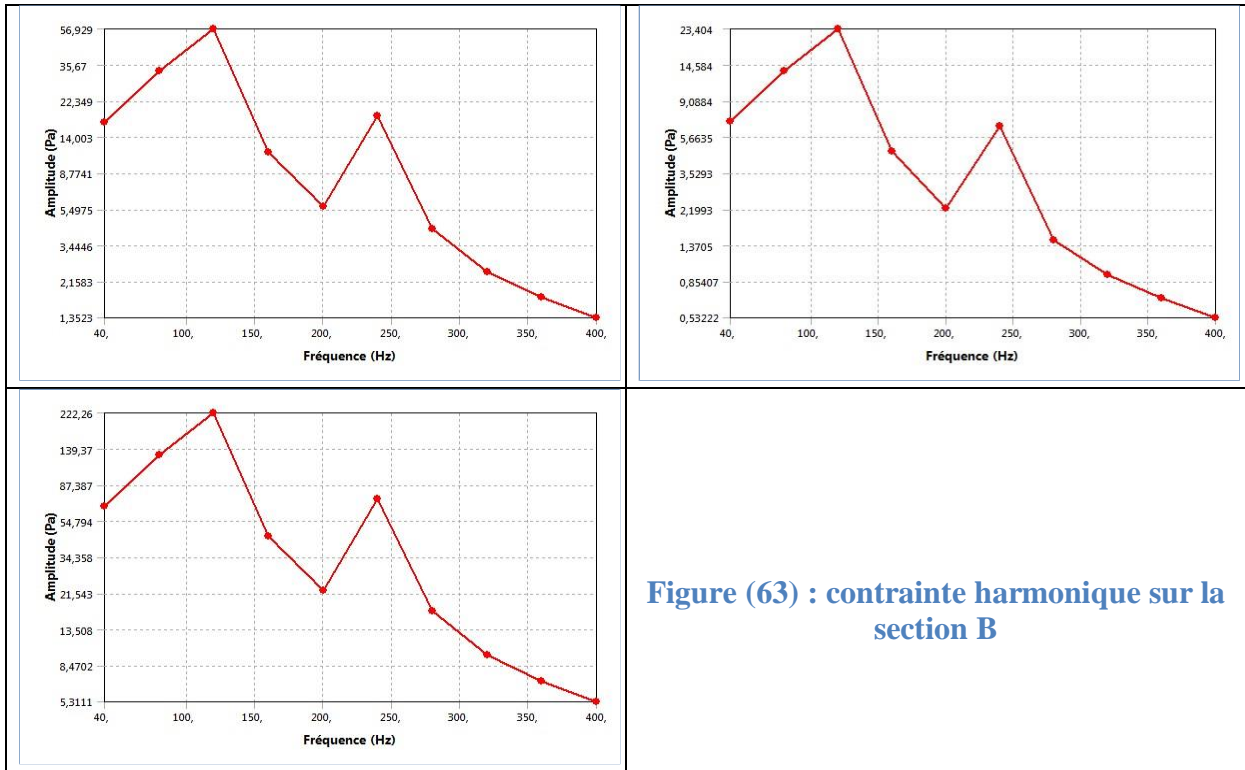 56,929
35,67
22,349
14,003
8,7741
5,4975
3,4446
2,1583
1,3523
Amplitude (Pa)
40, 100, 150, 200, 250, 300, 350, 400,
Fréquence (Hz)
23,404
14,584
9,0884
5,6635
3,5293
2,1993
1,3705
0,85407
0,53222
Amplitude (Pa)
40, 100, 150, 200, 250, 300, 350, 400,
Fréquence (Hz)
222,26
139,37
87,387
54,794
34,358
21,543
13,508
8,4702
5,3111
Amplitude (Pa)
40, 100, 150, 200, 250, 300, 350, 400,
Fréquence (Hz)
Figure (63) : contrainte harmonique sur la
section B